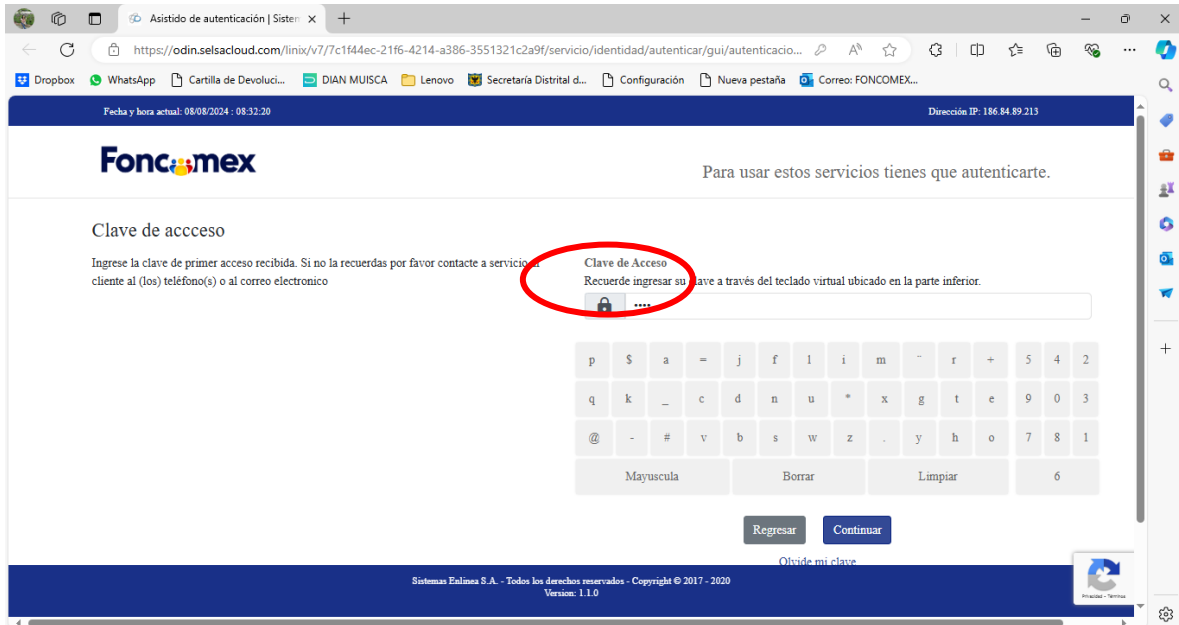 Asistido de autenticación | Sister
https://odin.selsacloud.com/linix/v7/7c1f44ec-21f6-4214-a386-3551321c2a9f/servicio/identidad/autenticar/gui/autenticacio...
Dropbox WhatsApp Cartilla de Devoluci... DIAN MUISCA Lenovo Secretaría Distrital d... Configuración Nueva pestaña Correo: FONCOMEX...
Fecha y hora actual: 08/08/2024 : 08:32:20 Dirección IP: 186.84.89.213
Foncomex
Para usar estos servicios tienes que autenticarte.
Clave de accceso
Ingrese la clave de primer acceso recibida. Si no la recuerdas por favor contacte a servicio al
cliente al (los) teléfono(s) o al correo electronico
Clave de Acceso
Recuerde ingresar su clave a través del teclado virtual ubicado en la parte inferior.
••••
p $ a = j f l i m ¨ r + 5 4 2
q k _ c d n u * x g t e 9 0 3
@ - # v b s w z . y h o 7 8 1
Mayuscula Borrar Limpiar 6
Regresar Continuar
Olvide mi clave
Sistemas Enlinea S.A. - Todos los derechos reservados - Copyright © 2017 - 2020
Version: 1.1.0
Privacidad - Términos